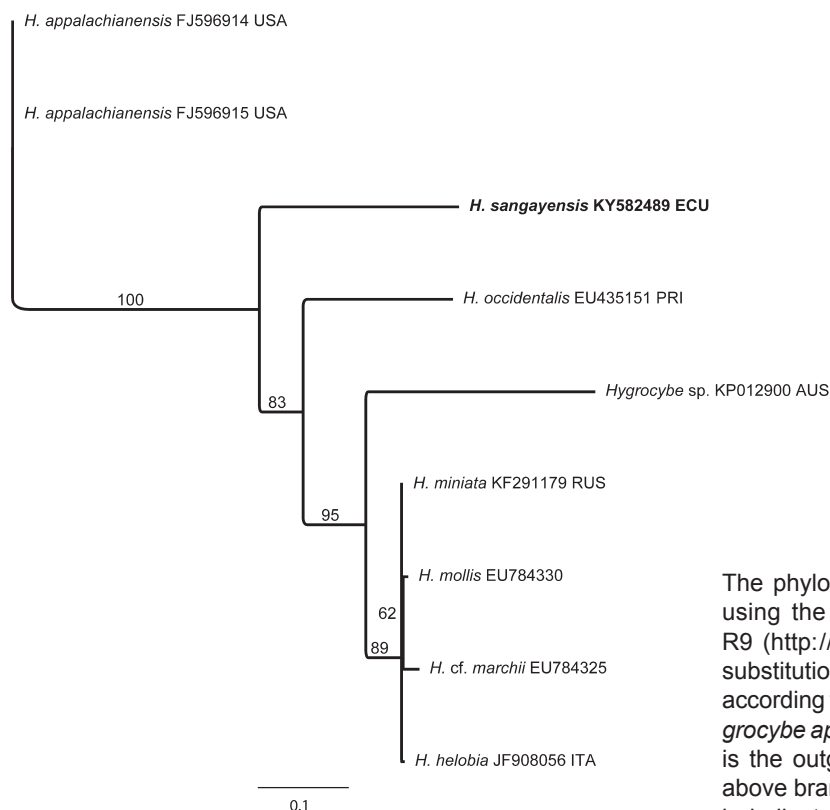 H. appalachianensis FJ596914 USA
H. appalachianensis FJ596915 USA
H. sangayensis KY582489 ECU
100
H. occidentalis EU435151 PRI
Hygrocybe sp. KP012900 AUS
83
H. miniata KF291179 RUS
95
H. mollis EU784330
62
89
H. cf. marchii EU784325
H. helobia JF908056 ITA
0.1
The phylo
using the
R9 (http://
substitutio
according
grocybe ap
is the outg
above bran